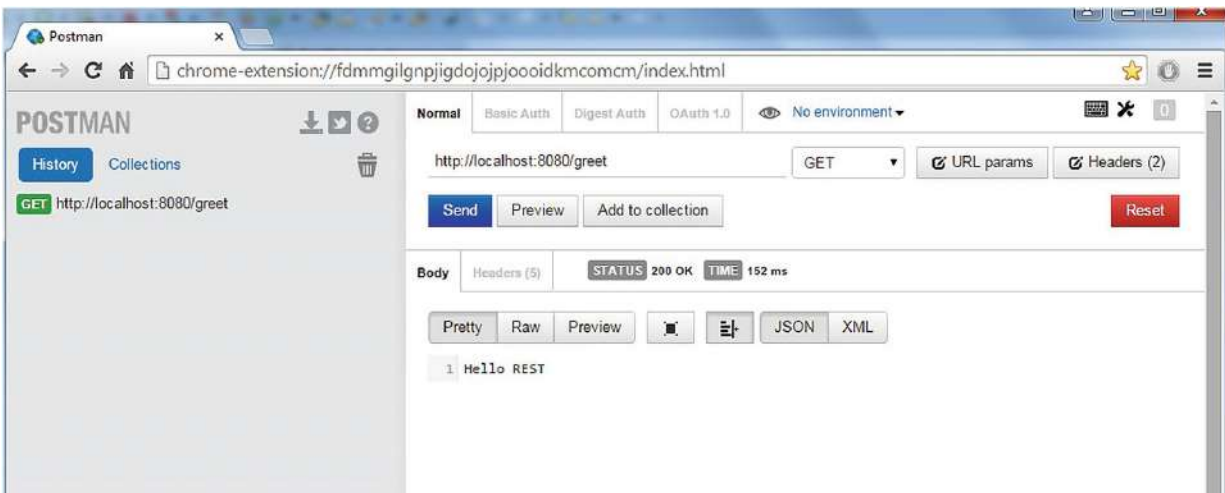 Postman
chrome-extension://fdmmgilgnpjigdojojpjoooidkmcomcm/index.html
POSTMAN
History Collections
GET http://localhost:8080/greet
Normal Basic Auth Digest Auth OAuth 1.0 No environment 0
http://localhost:8080/greet GET URL params Headers (2)
Send Preview Add to collection Reset
Body Headers (5) STATUS 200 OK TIME 152 ms
Pretty Raw Preview JSON XML
1 Hello REST